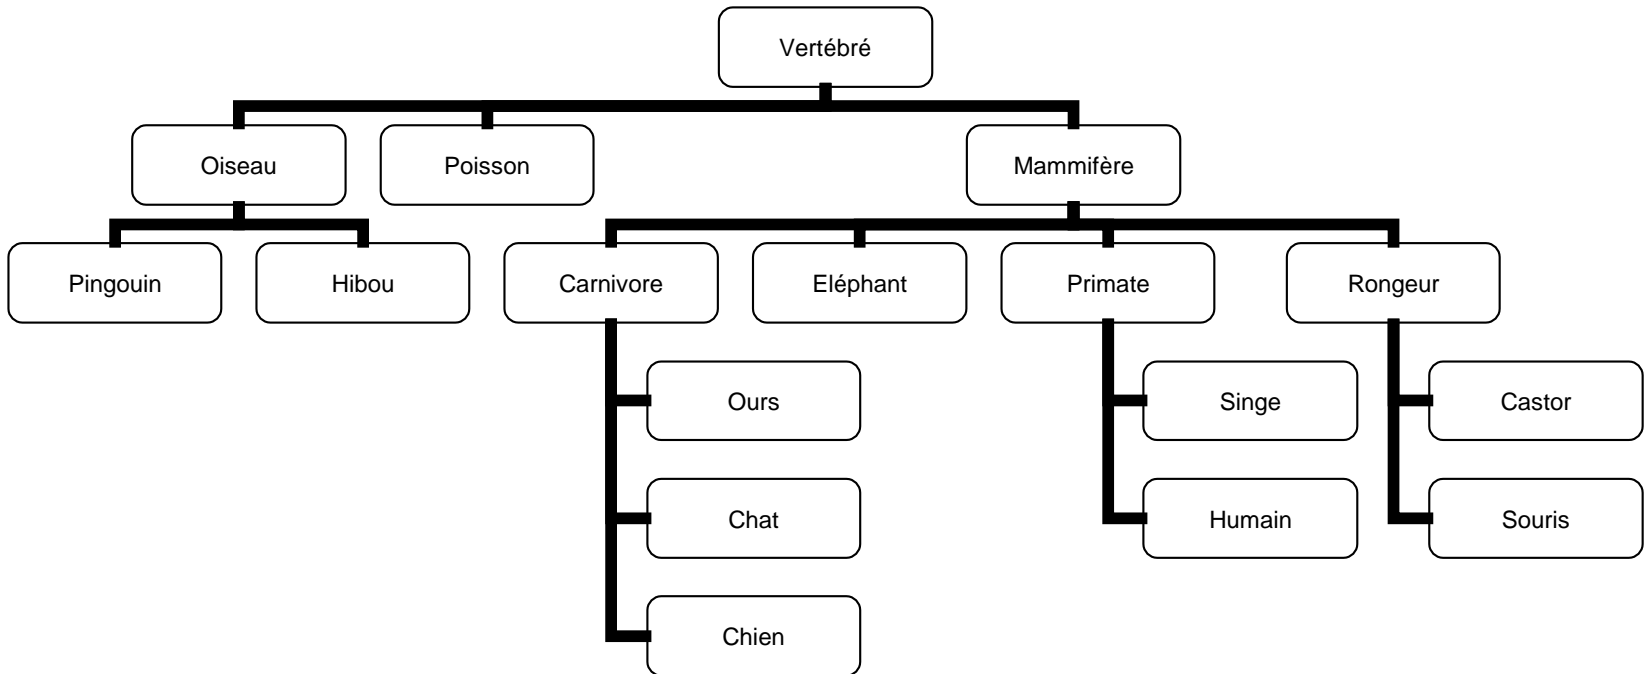 Vertébré
Oiseau
Poisson
Mammifère
Pingouin
Hibou
Carnivore
Eléphant
Primate
Rongeur
Ours
Singe
Castor
Chat
Humain
Souris
Chien